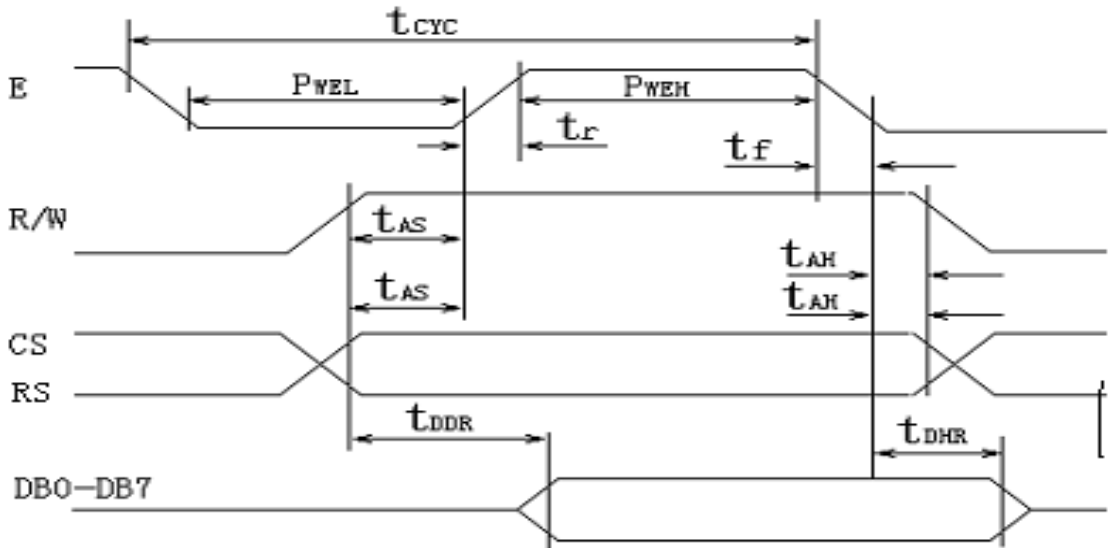 tCYC
E
PWEL
PWEH
tr
tf
R/W
tAS
tAH
tAS
tAH
CS
RS
tDDR
tDHR
DB0-DB7